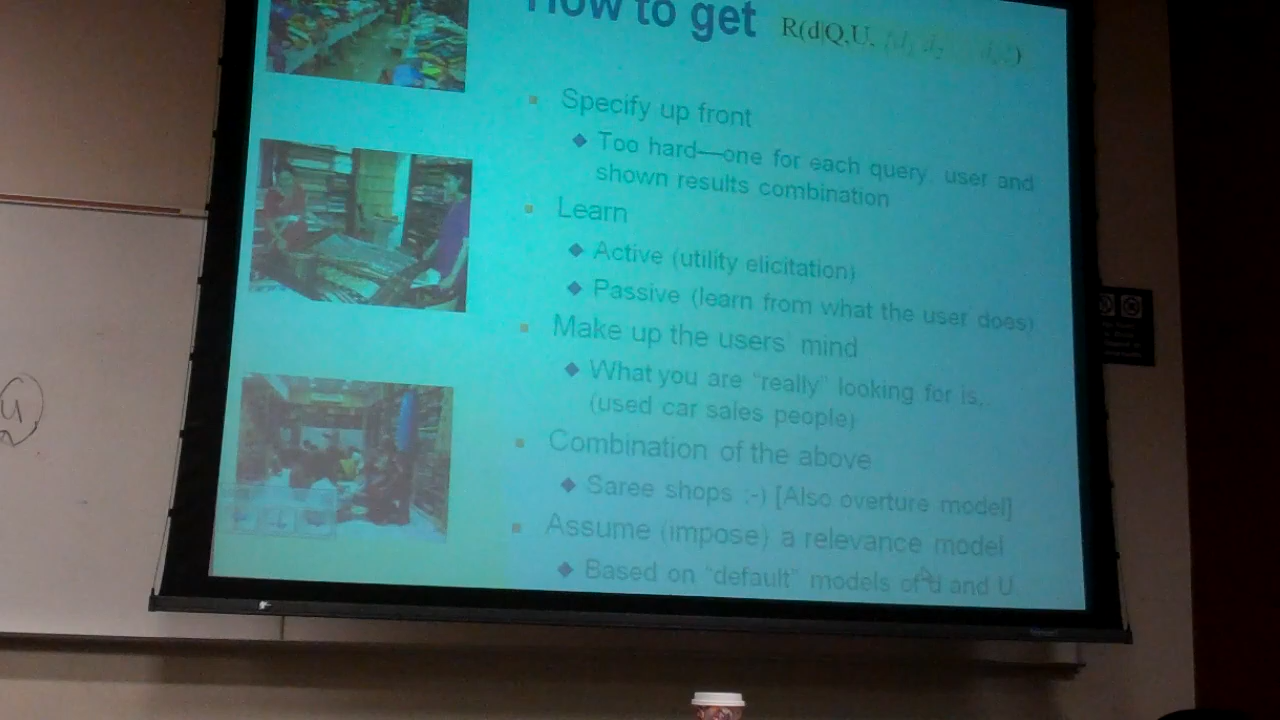 How to get R(d|Q,U,
Specify up front
Too hard—one for each query, user and
shown results combination
Learn
Active (utility elicitation)
Passive (learn from what the user does)
Make up the users' mind
What you are "really" looking for is..
(used car sales people)
Combination of the above
Saree shops :-) [Also overture model]
Assume (impose) a relevance model
Based on "default" models of d and U